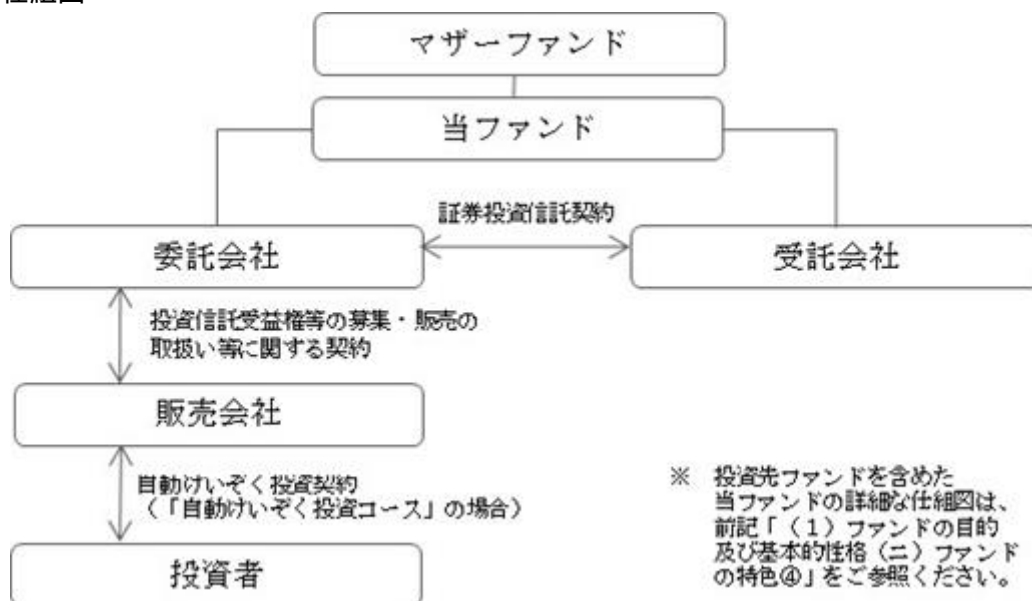 マザーファンド
当ファンド
証券投資信託契約
委託会社
受託会社
投資信託受益権等の募集・販売の
取扱い等に関する契約
販売会社
自動けいぞく投資契約
（「自動けいぞく投資コース」の場合）
投資者
※ 投資先ファンドを含めた
当ファンドの詳細な仕組図は、
前記「（1）ファンドの目的
及び基本的性格（ニ）ファンド
の特色④」をご参照ください。